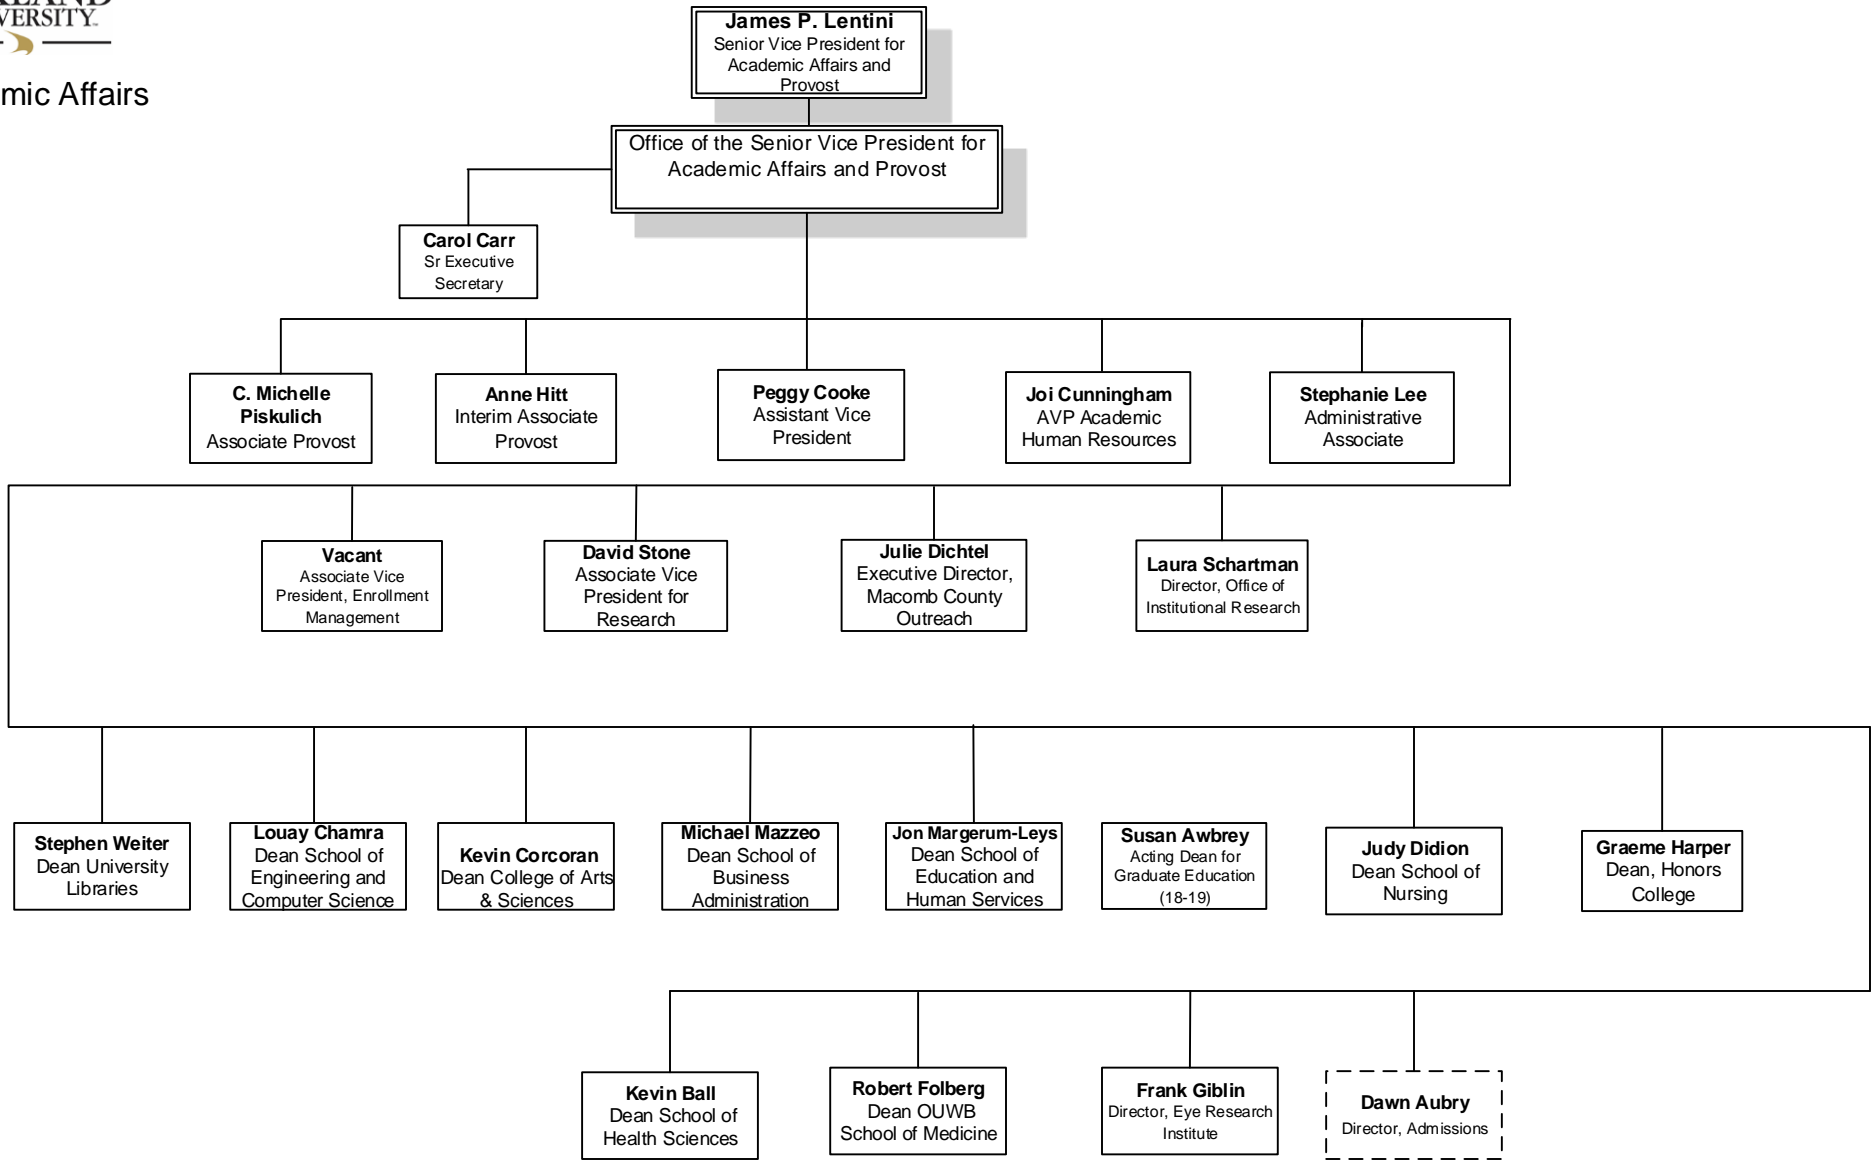 VERSITY
mic Affairs
James P. Lentini
Senior Vice President for
Academic Affairs and
Provost
Office of the Senior Vice President for
Academic Affairs and Provost
Carol Carr
Sr Executive
Secretary
C. Michelle
Piskulich
Associate Provost
Anne Hitt
Interim Associate
Provost
Peggy Cooke
Assistant Vice
President
Joi Cunningham
AVP Academic
Human Resources
Stephanie Lee
Administrative
Associate
Vacant
Associate Vice
President, Enrollment
Management
David Stone
Associate Vice
President for
Research
Julie Dichtel
Executive Director,
Macomb County
Outreach
Laura Schartman
Director, Office of
Institutional Research
Stephen Weiter
Dean University
Libraries
Louay Chamra
Dean School of
Engineering and
Computer Science
Kevin Corcoran
Dean College of Arts
& Sciences
Michael Mazzeo
Dean School of
Business
Administration
Jon Margerum-Leys
Dean School of
Education and
Human Services
Susan Awbrey
Acting Dean for
Graduate Education
(18-19)
Judy Didion
Dean School of
Nursing
Graeme Harper
Dean, Honors
College
Kevin Ball
Dean School of
Health Sciences
Robert Folberg
Dean OUWB
School of Medicine
Frank Giblin
Director, Eye Research
Institute
Dawn Aubry
Director, Admissions